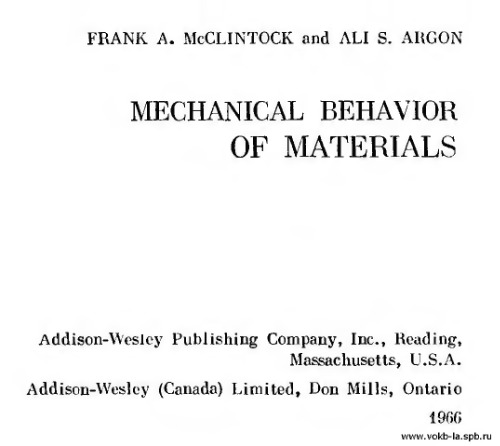 FRANK A. McCLINTOCK and ALI S. ARGON
MECHANICAL BEHAVIOR
OF MATERIALS
Addison-Wesley Publishing Company, Inc., Reading,
Massachusetts, U.S.A.
Addison-Wesley (Canada) Limited, Don Mills, Ontario
1966
www.vokb-la.spb.ru